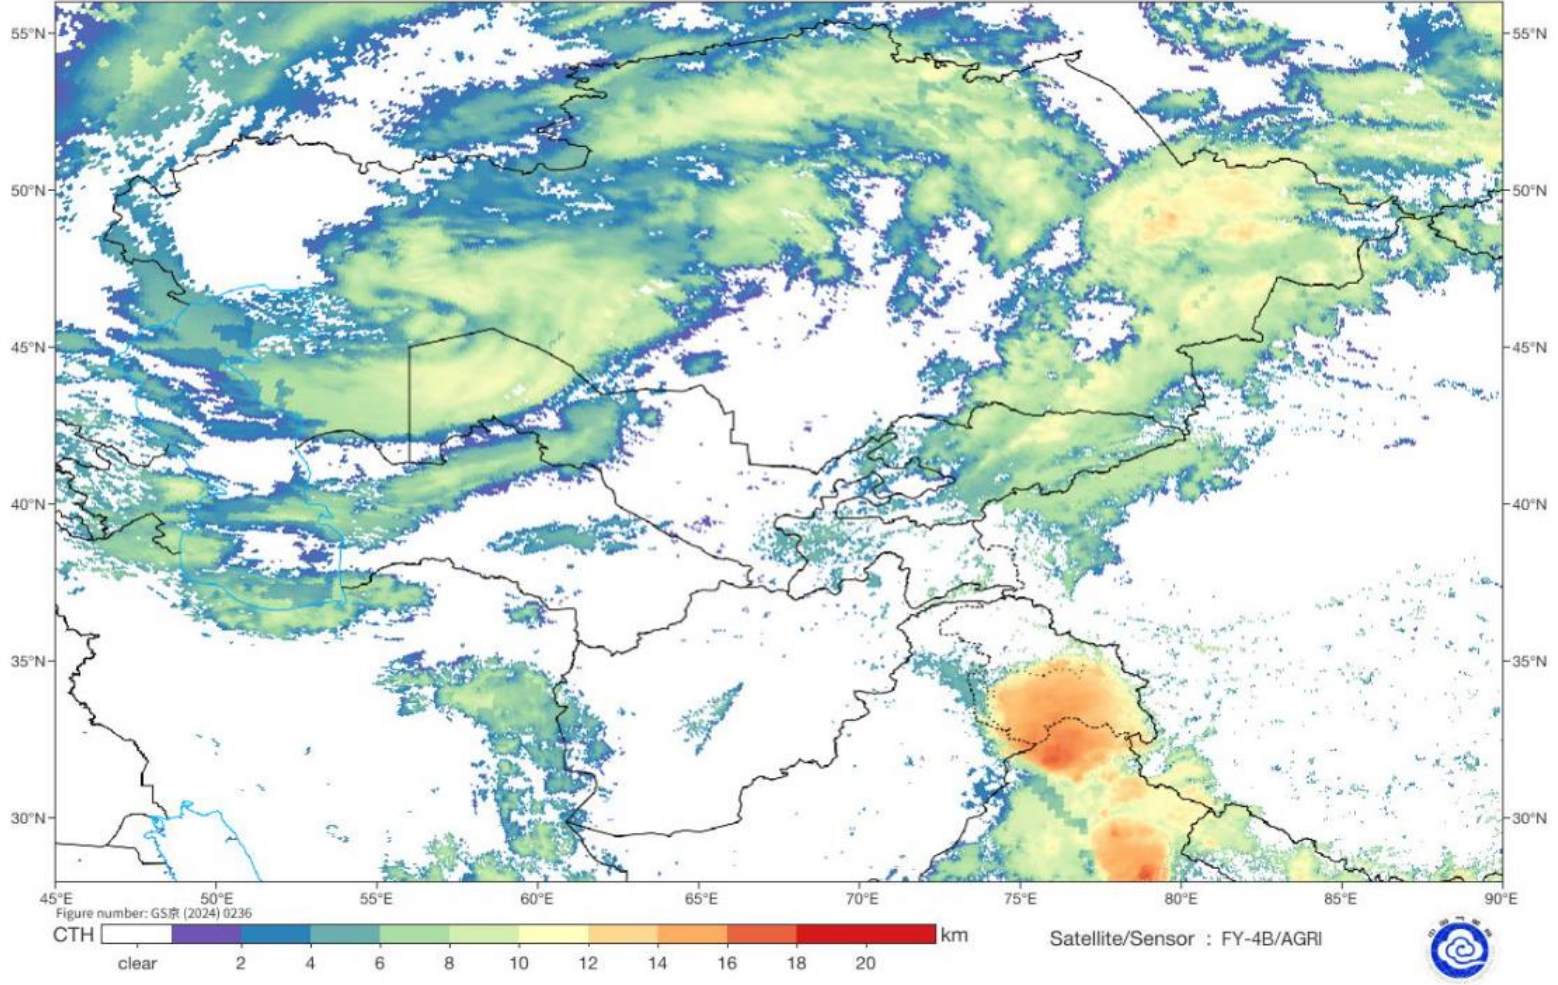 55°N 55°N
50°N 50°N
45°N 45°N
40°N 40°N
35°N 35°N
30°N 30°N
45°E 50°E 55°E 60°E 65°E 70°E 75°E 80°E 85°E 90°E
Figure number: GS京 (2024) 0236
CTH km Satellite/Sensor : FY-4B/AGRI
clear 2 4 6 8 10 12 14 16 18 20